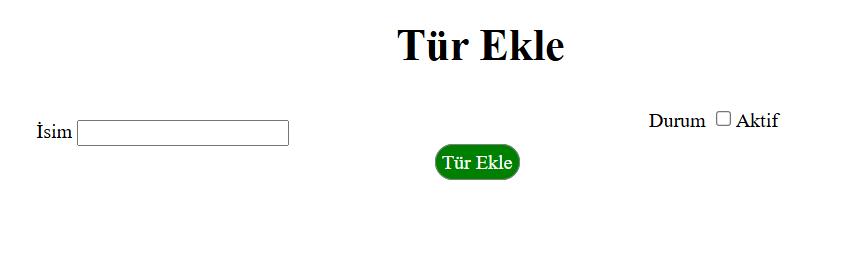 Tür Ekle
İsim
Durum Aktif
Tür Ekle